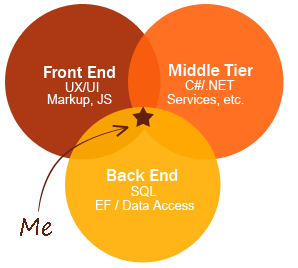 Front End
UX/UI
Markup, JS
Middle Tier
C#/.NET
Services, etc.
Back End
SQL
EF / Data Access
Me